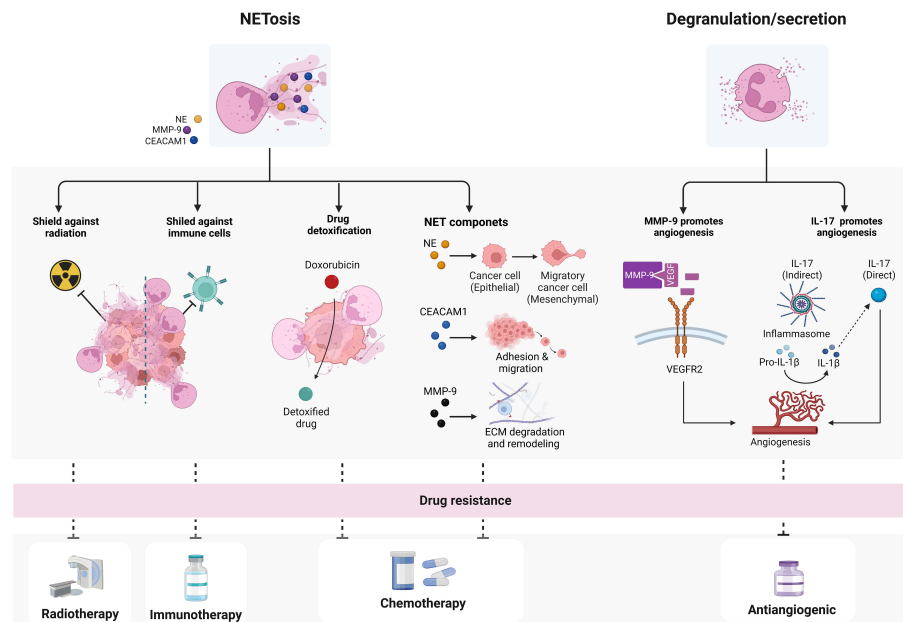 NETosis
Degranulation/secretion
NE
MMP-9
CEACAM1
Shield against
radiation
Shiled against
immune cells
Drug
detoxification
NET componets
MMP-9 promotes
angiogenesis
IL-17 promotes
angiogenesis
Doxorubicin
Detoxified
drug
NE
Cancer cell
(Epithelial)
Migratory
cancer cell
(Mesenchymal)
CEACAM1
Adhesion &
migration
MMP-9
ECM degradation
and remodeling
MMP-9
VEGF
VEGFR2
IL-17
(Indirect)
IL-17
(Direct)
Inflammasome
Pro-IL-1β
IL-1β
Angiogenesis
Drug resistance
Radiotherapy
Immunotherapy
Chemotherapy
Antiangiogenic